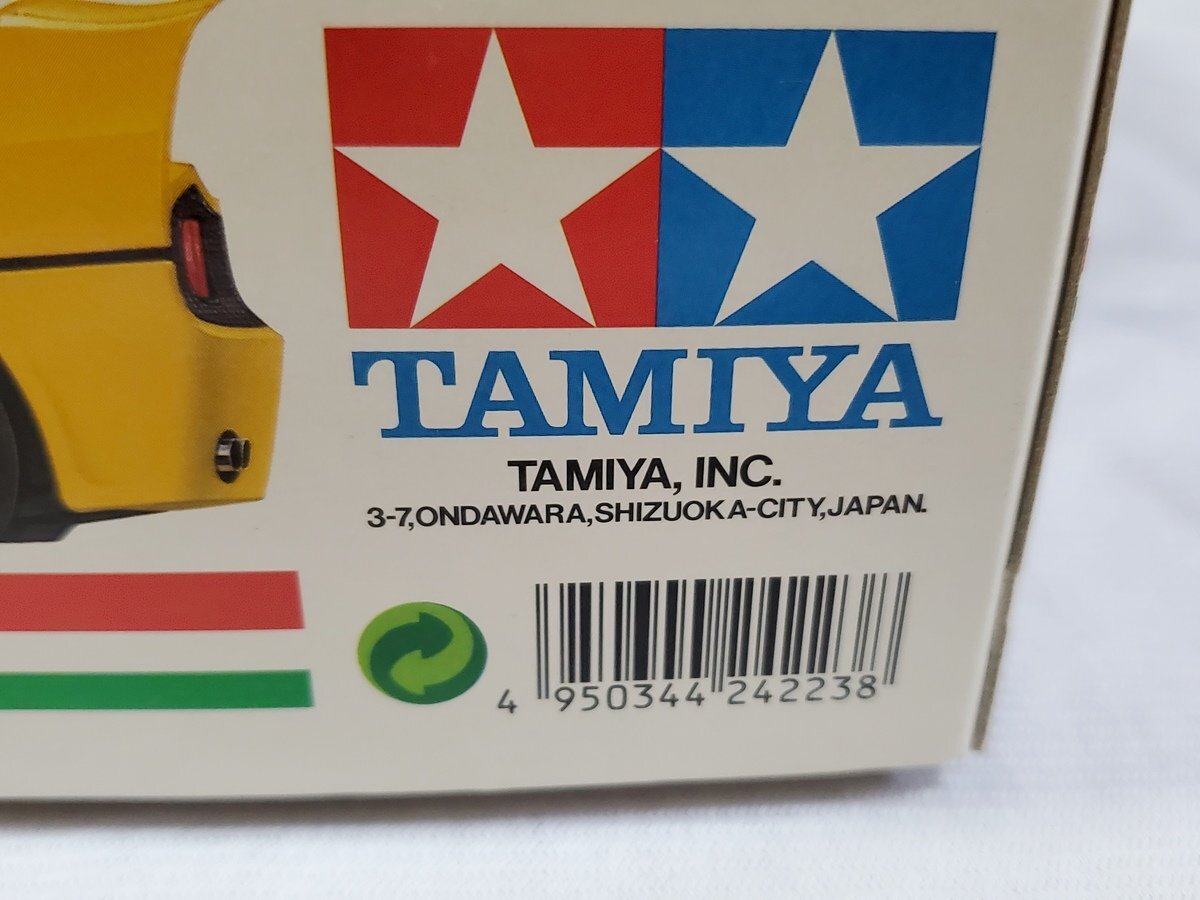 TAMIYA
TAMIYA, INC.
3-7,ONDAWARA,SHIZUOKA-CITY,JAPAN.
4 950344 242238